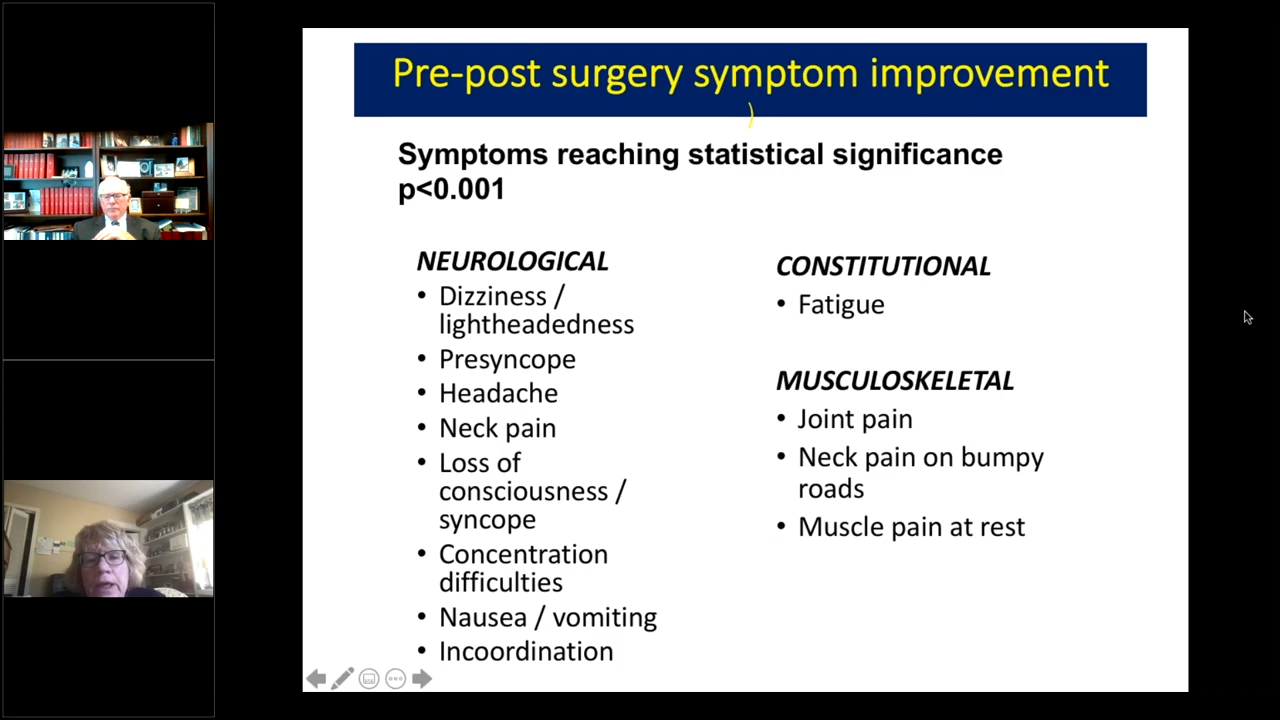 Pre-post surgery symptom improvement
Symptoms reaching statistical significance
p<0.001
NEUROLOGICAL
• Dizziness /
lightheadedness
• Presyncope
• Headache
• Neck pain
• Loss of
consciousness /
syncope
• Concentration
difficulties
• Nausea / vomiting
• Incoordination
CONSTITUTIONAL
• Fatigue
MUSCULOSKELETAL
• Joint pain
• Neck pain on bumpy
roads
• Muscle pain at rest